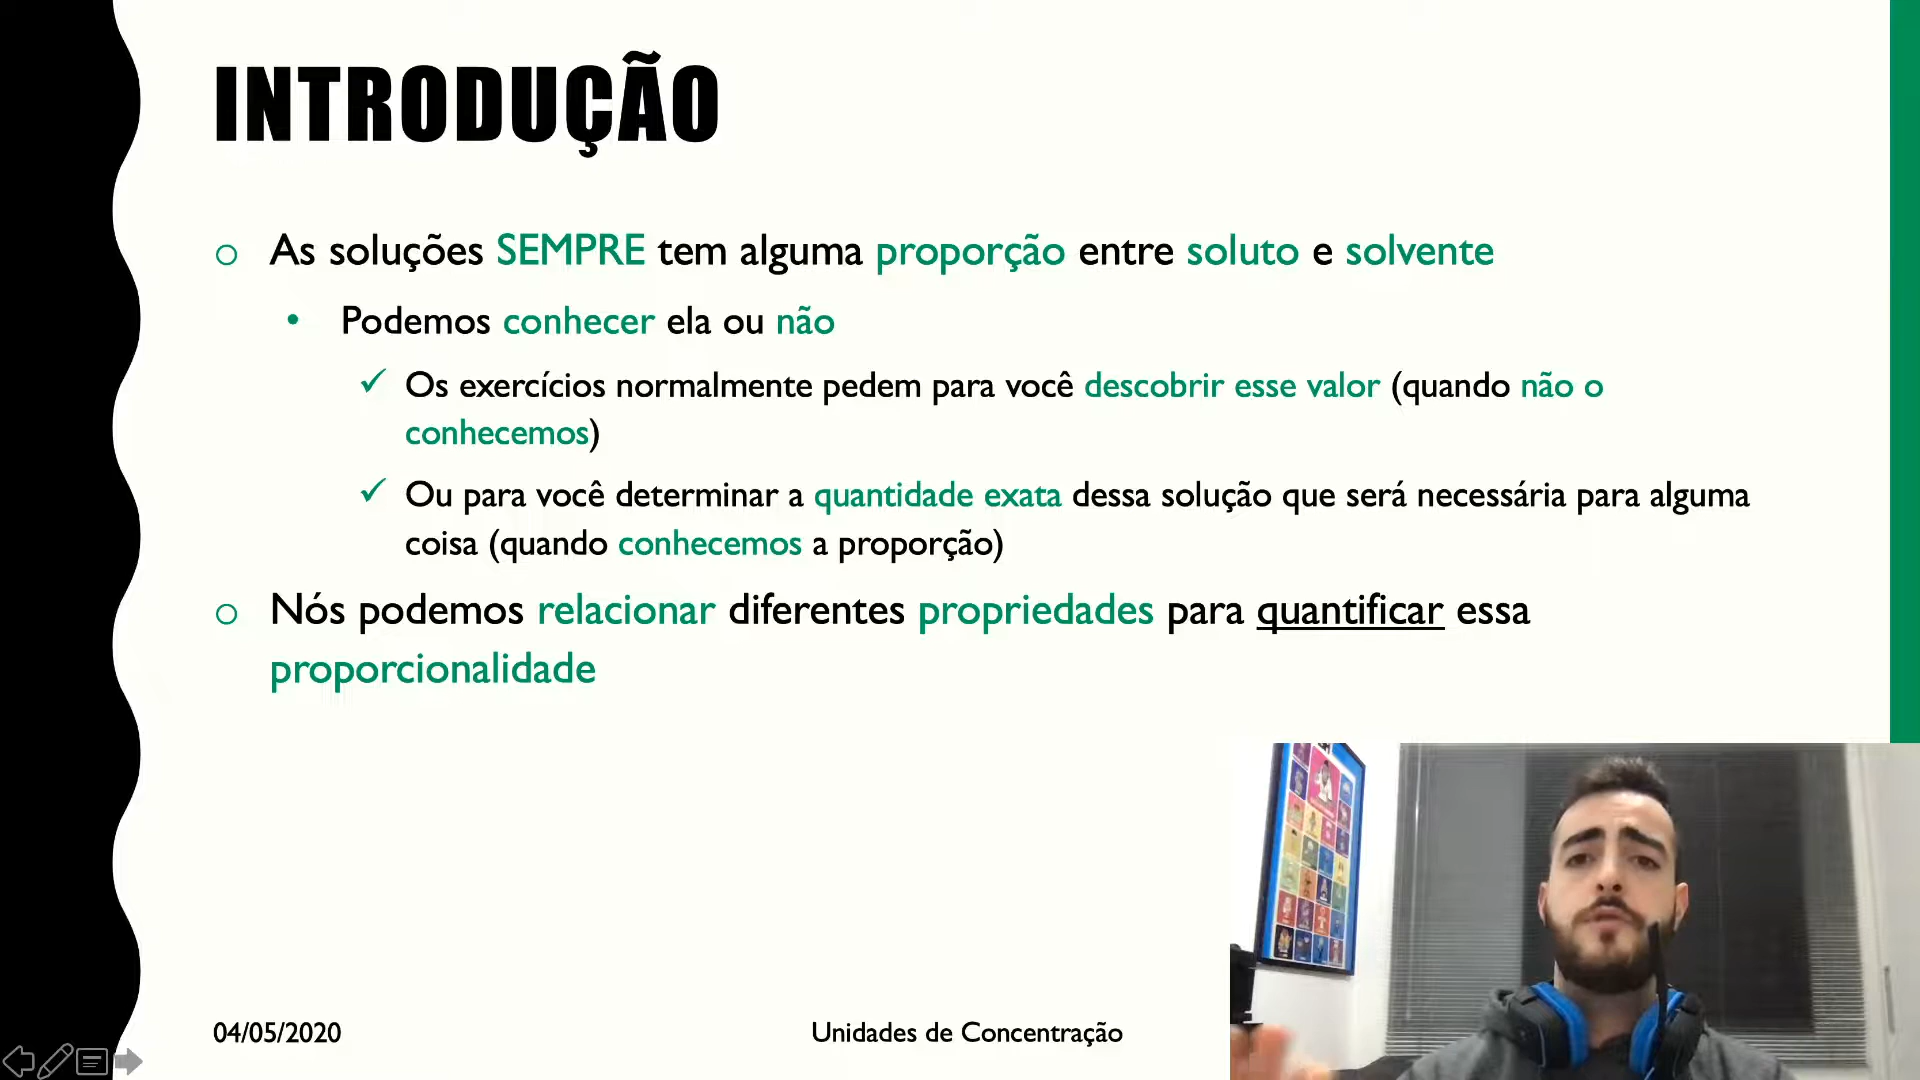 INTRODUÇÃO
As soluções SEMPRE tem alguma proporção entre soluto e solvente
Podemos conhecer ela ou não
Os exercícios normalmente pedem para você descobrir esse valor (quando não o
conhecemos)
Ou para você determinar a quantidade exata dessa solução que será necessária para alguma
coisa (quando conhecemos a proporção)
Nós podemos relacionar diferentes propriedades para quantificar essa
proporcionalidade
04/05/2020
Unidades de Concentração